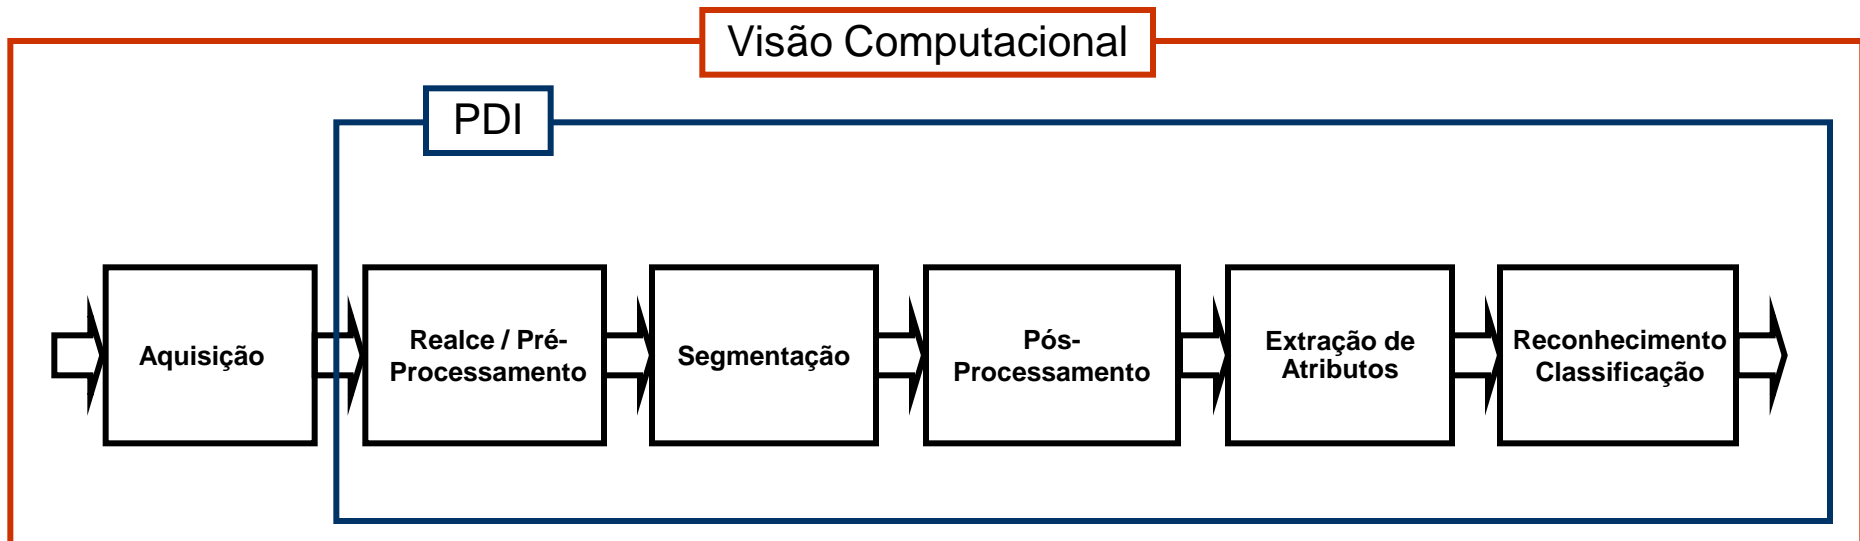 Visão Computacional
PDI
Aquisição
Realce / Pré-
Processamento
Segmentação
Pós-
Processamento
Extração de
Atributos
Reconhecimento
Classificação